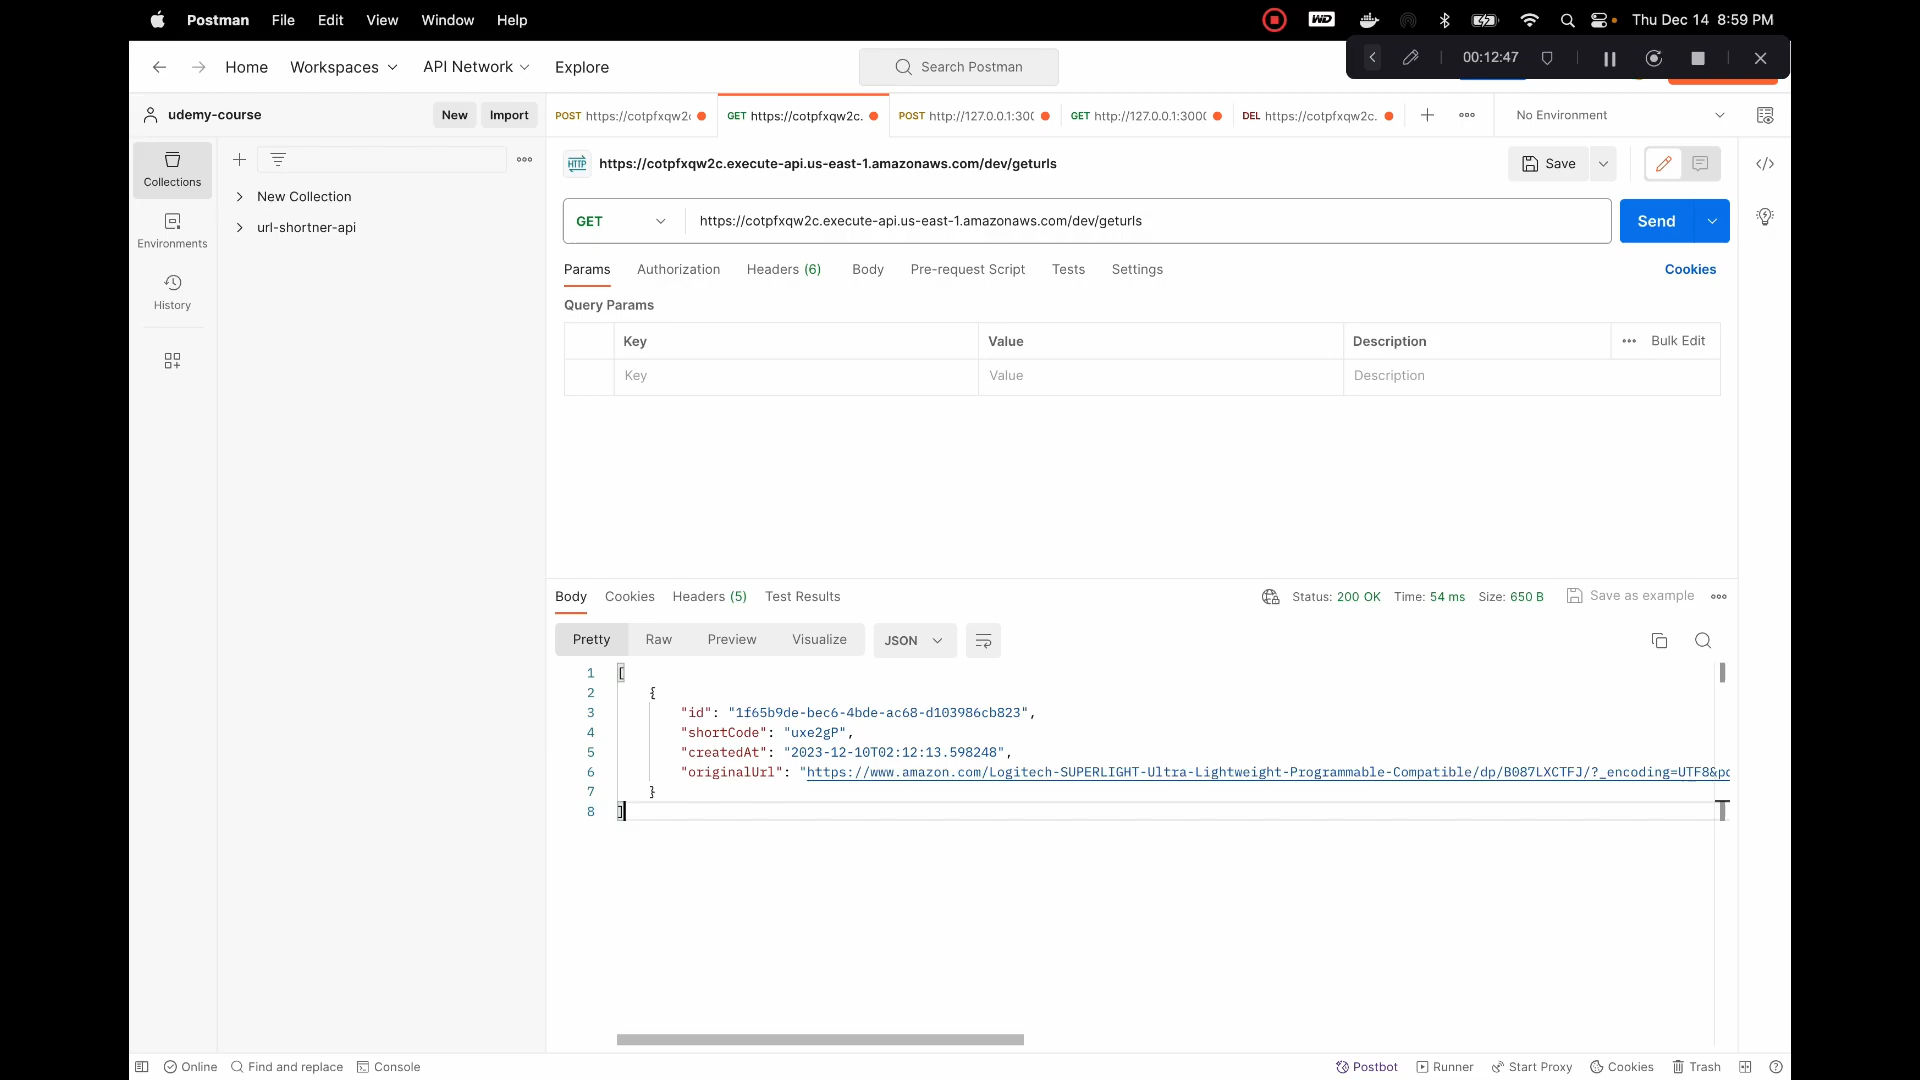 Postman File Edit View Window Help
WD
Thu Dec 14 8:59 PM
00:12:47
Home Workspaces API Network Explore
Search Postman
udemy-course
New Import
POST https://cotpfxqw2
GET https://cotpfxqw2c.
POST http://127.0.0.1:300
GET http://127.0.0.1:300
DEL https://cotpfxqw2c.
No Environment
Collections
Environments
History
New Collection
url-shortner-api
HTTP https://cotpfxqw2c.execute-api.us-east-1.amazonaws.com/dev/geturls
Save
GET https://cotpfxqw2c.execute-api.us-east-1.amazonaws.com/dev/geturls
Send
Params Authorization Headers (6) Body Pre-request Script Tests Settings
Cookies
Query Params
Key Value Description Bulk Edit
Key Value Description
Body Cookies Headers (5) Test Results
Status: 200 OK Time: 54 ms Size: 650 B Save as example
Pretty Raw Preview Visualize JSON
1 [
2 {
3 "id": "1f65b9de-bec6-4bde-ac68-d103986cb823",
4 "shortCode": "uxe2gP",
5 "createdAt": "2023-12-10T02:12:13.598248",
6 "originalUrl": "https://www.amazon.com/Logitech-SUPERLIGHT-Ultra-Lightweight-Programmable-Compatible/dp/B087LXCTFJ/?_encoding=UTF8&p
7 }
8 ]
Online Find and replace Console
Postbot Runner Start Proxy Cookies Trash